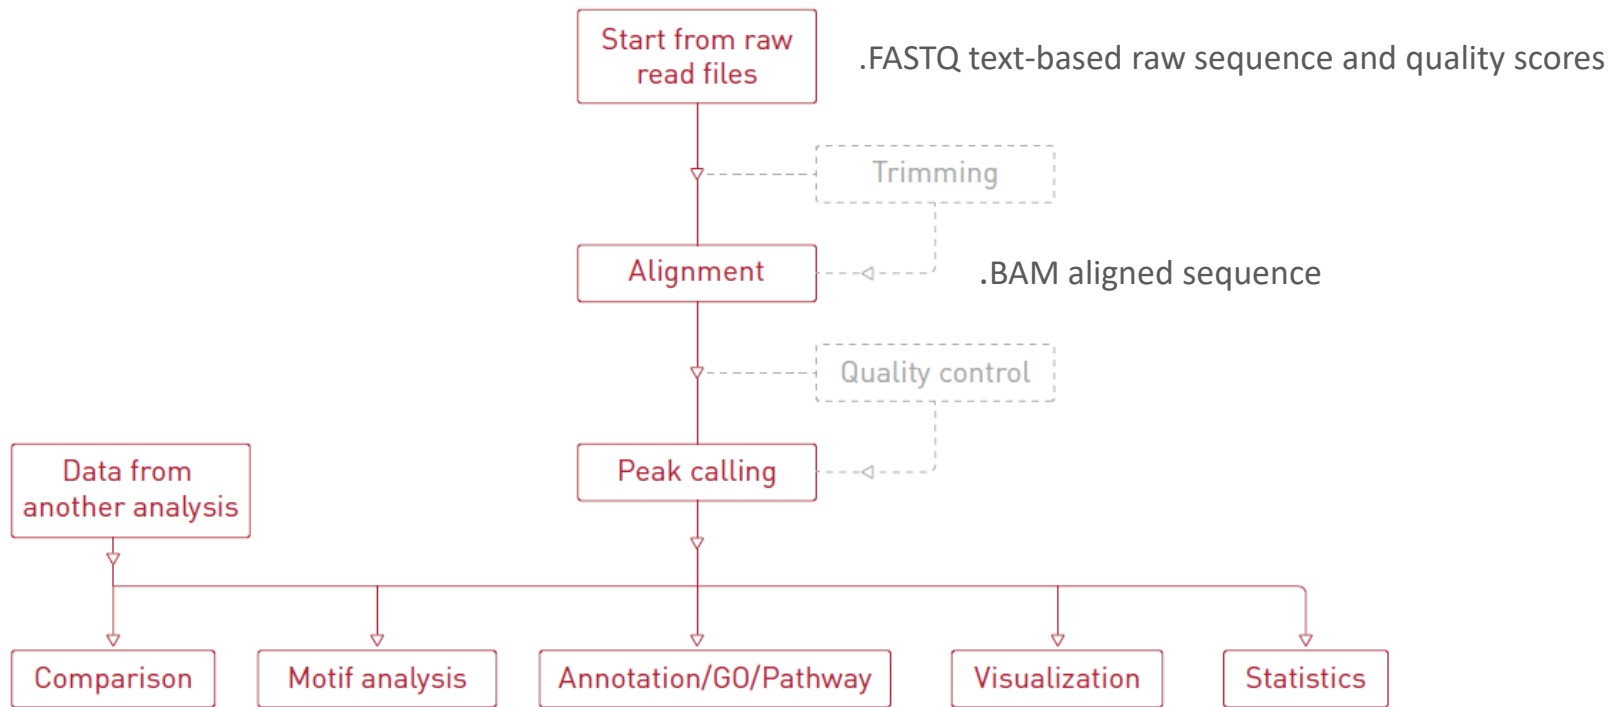 Start from raw
read files
.FASTQ text-based raw sequence and quality scores
Trimming
Alignment
.BAM aligned sequence
Quality control
Data from
another analysis
Peak calling
Comparison
Motif analysis
Annotation/GO/Pathway
Visualization
Statistics